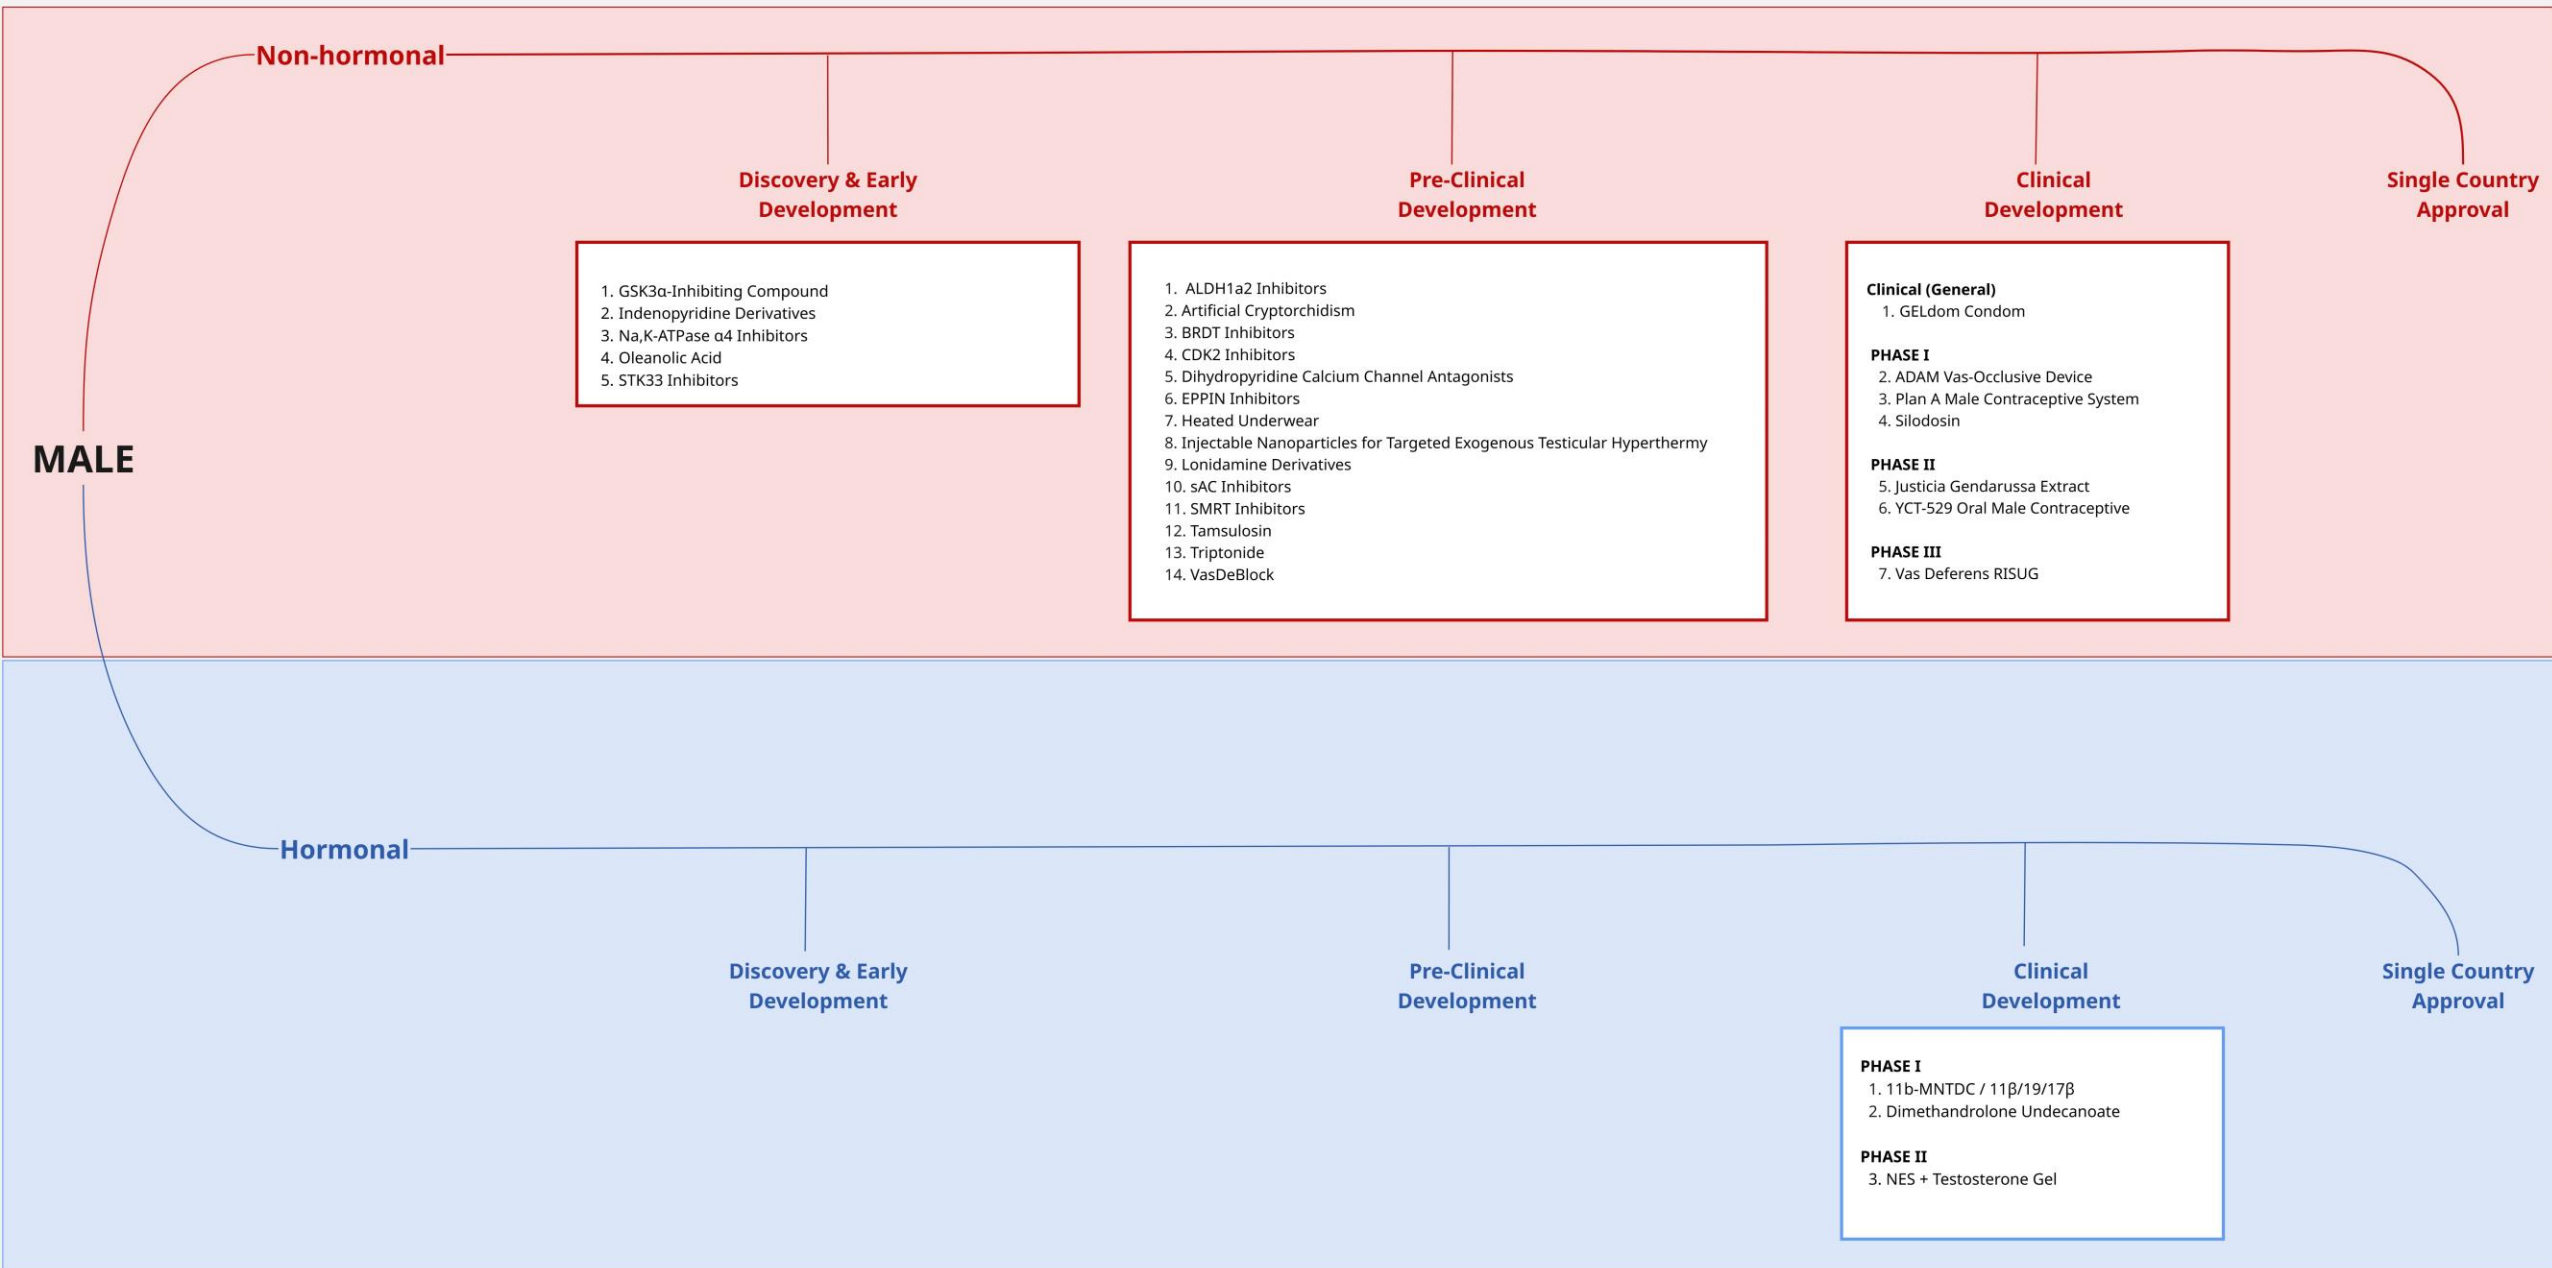 Non-hormonal
Discovery & Early
Development
1. GSK3α-Inhibiting Compound
2. Indenopyridine Derivatives
3. Na,K-ATPase α4 Inhibitors
4. Oleanolic Acid
5. STK33 Inhibitors
Pre-Clinical
Development
1. ALDH1a2 Inhibitors
2. Artificial Cryptorchidism
3. BRDT Inhibitors
4. CDK2 Inhibitors
5. Dihydropyridine Calcium Channel Antagonists
6. EPPIN Inhibitors
7. Heated Underwear
8. Injectable Nanoparticles for Targeted Exogenous Testicular Hyperthermy
9. Lonidamine Derivatives
10. sAC Inhibitors
11. SMRT Inhibitors
12. Tamsulosin
13. Triptonide
14. VasDeBlock
Clinical
Development
Clinical (General)
1. GELdom Condom
PHASE I
2. ADAM Vas-Occlusive Device
3. Plan A Male Contraceptive System
4. Silodosin
PHASE II
5. Justicia Gendarussa Extract
6. YCT-529 Oral Male Contraceptive
PHASE III
7. Vas Deferens RISUG
Single Country
Approval
MALE
Hormonal
Discovery & Early
Development
Pre-Clinical
Development
Clinical
Development
PHASE I
1. 11b-MNTDC / 11β/19/17β
2. Dimethandrolone Undecanoate
PHASE II
3. NES + Testosterone Gel
Single Country
Approval